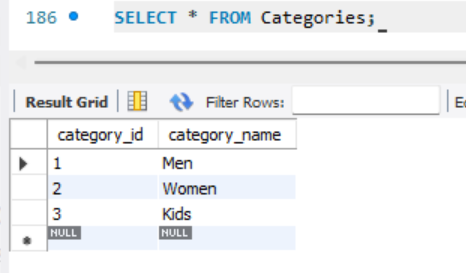 186 SELECT * FROM Categories;
Result Grid Filter Rows:
category_id category_name
1 Men
2 Women
3 Kids
NULL NULL